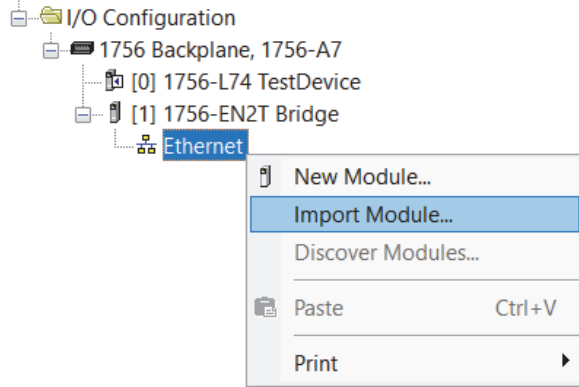 I/O Configuration
1756 Backplane, 1756-A7
[0] 1756-L74 TestDevice
[1] 1756-EN2T Bridge
Ethernet
New Module...
Import Module...
Discover Modules...
Paste Ctrl+V
Print